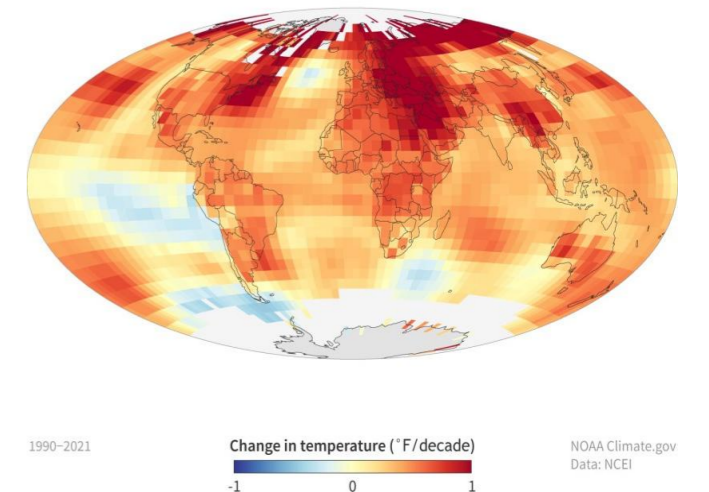 1990–2021
Change in temperature (°F/decade)
-1 0 1
NOAA Climate.gov
Data: NCEI